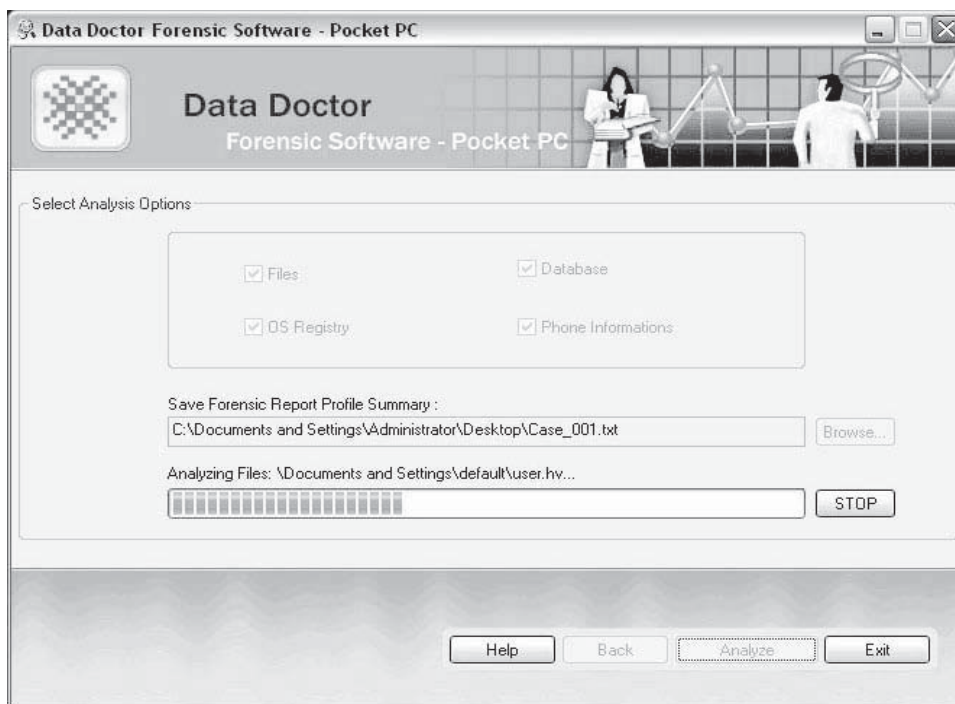 Data Doctor Forensic Software - Pocket PC
Data Doctor
Forensic Software - Pocket PC
Select Analysis Options
Files
Database
OS Registry
Phone Informations
Save Forensic Report Profile Summary :
C:\Documents and Settings\Administrator\Desktop\Case_001.txt
Browse...
Analyzing Files: \Documents and Settings\default\user.hv...
STOP
Help
Back
Analyze
Exit